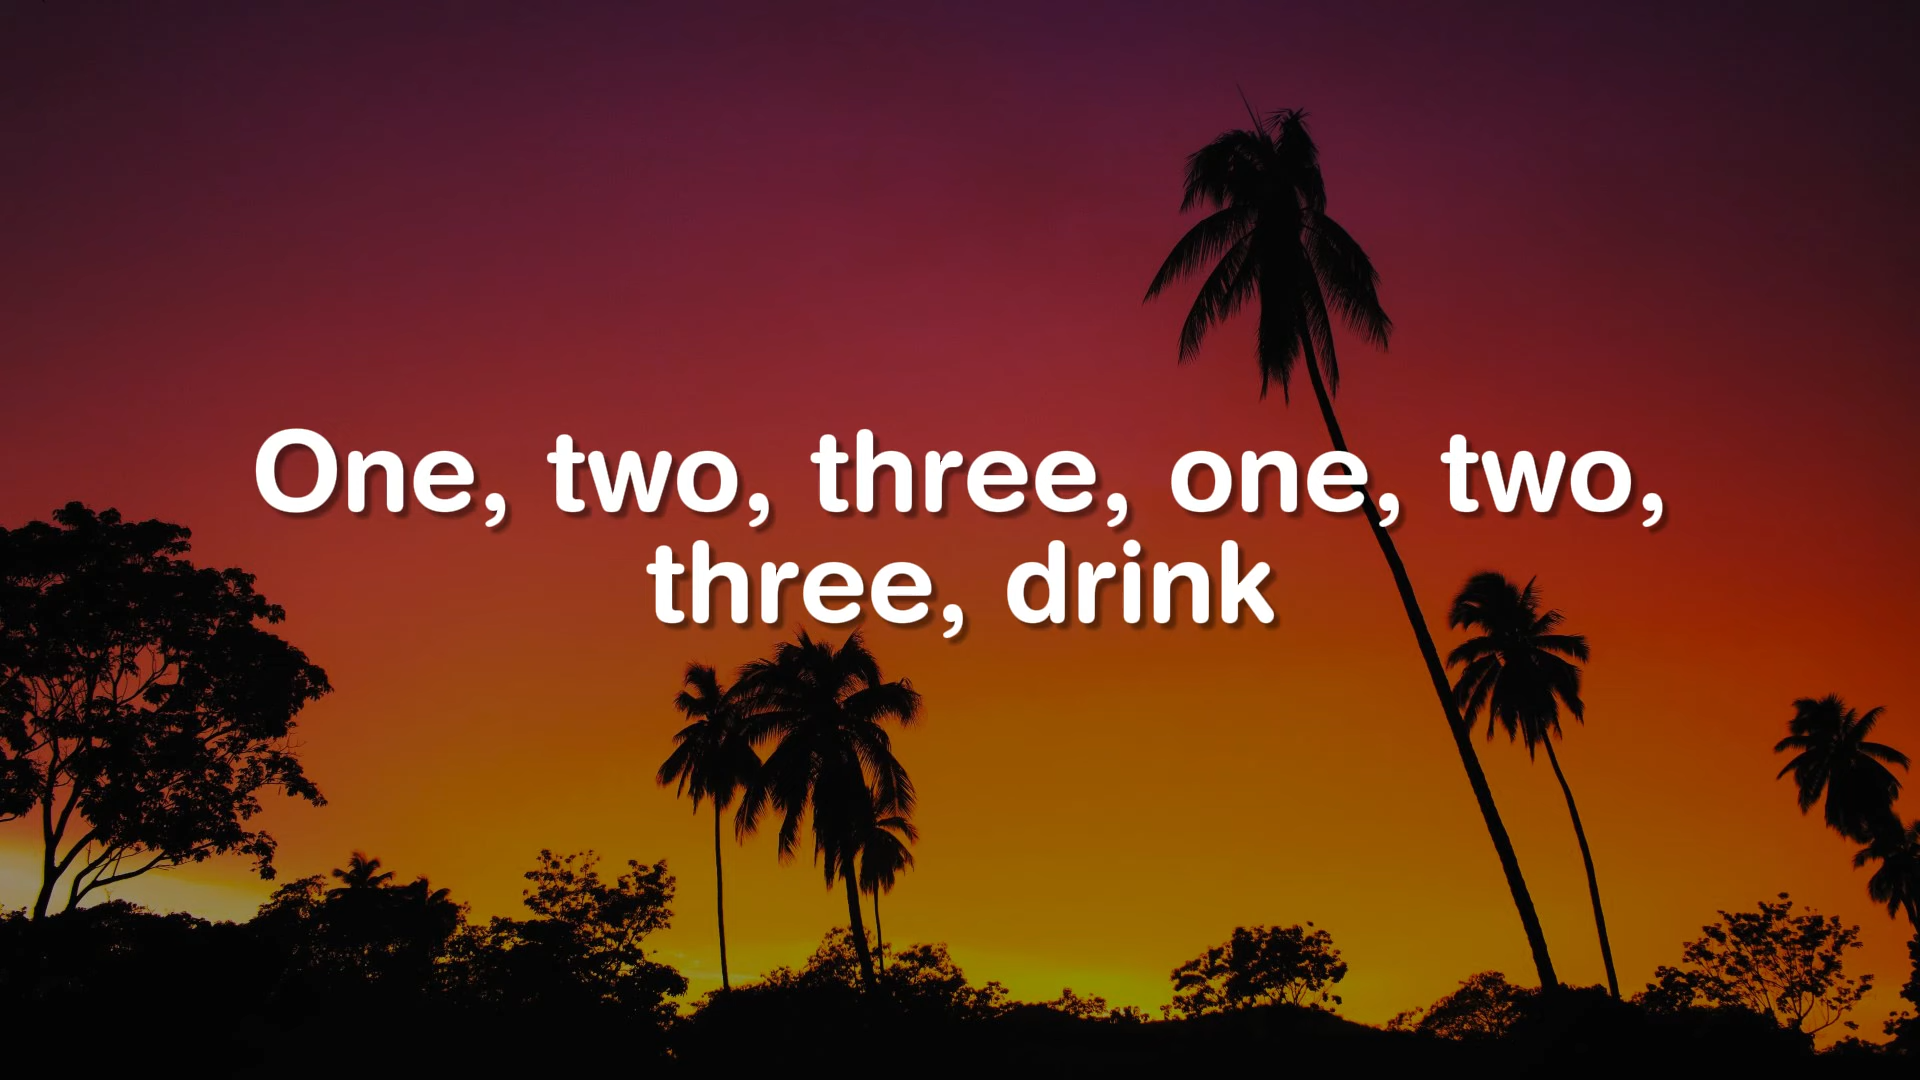 One, two, three, one, two,
three, drink